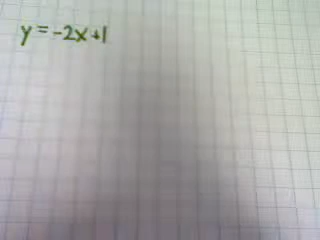 y = -2x+1